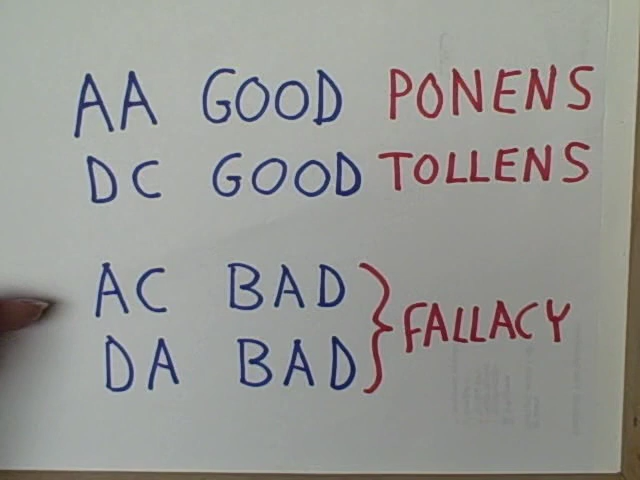 AA GOOD PONENS
DC GOOD TOLLENS
AC BAD
DA BAD
FALLACY